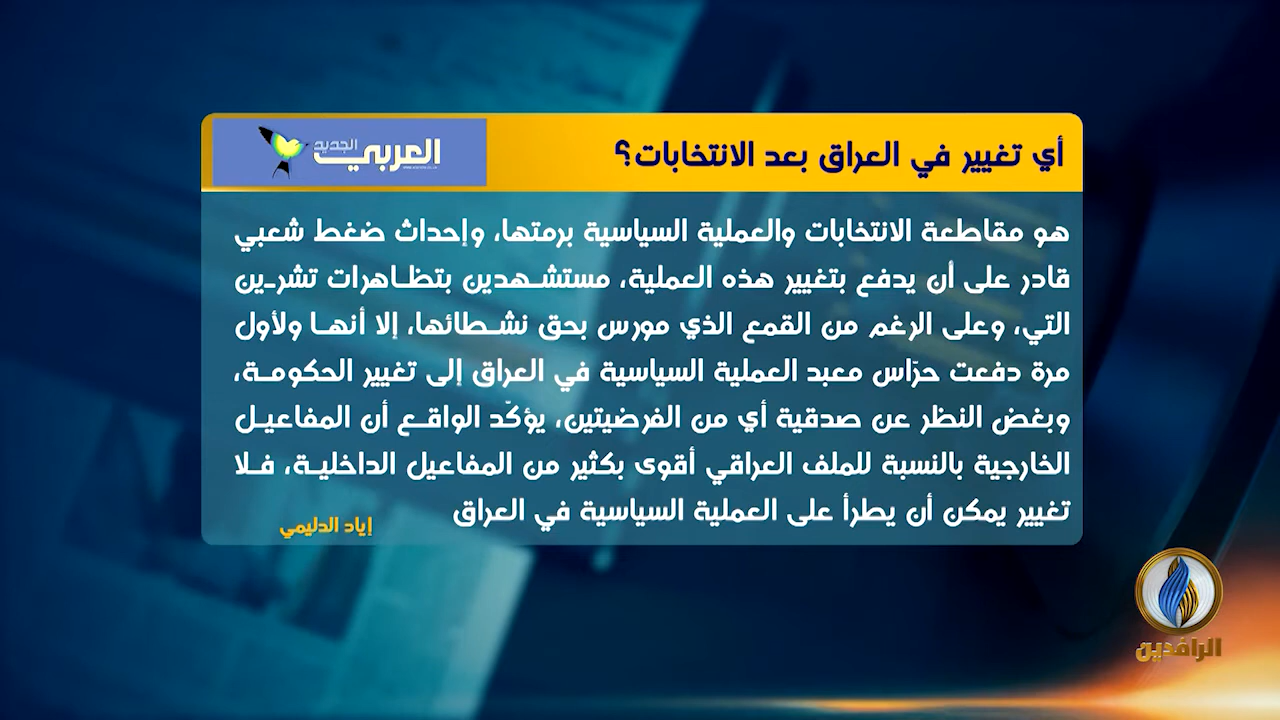 أي تغيير في العراق بعد الانتخابات؟
العربي الجديد
هو مقاطعة الانتخابات والعملية السياسية برمتها، وإحداث ضغط شعبي
قادر على أن يدفع بتغيير هذه العملية، مستشهدين بتظاهرات تشرين
التي، وعلى الرغم من القمع الذي مورس بحق نشطائها، إلا أنها ولأول
مرة دفعت حرّاس معبد العملية السياسية في العراق إلى تغيير الحكومة،
وبغض النظر عن صدقية أي من الفرضيتين، يؤكّد الواقع أن المفاعيل
الخارجية بالنسبة للملف العراقي أقوى بكثير من المفاعيل الداخلية، فلا
تغيير يمكن أن يطرأ على العملية السياسية في العراق
إياد الدليمي
الرافدين